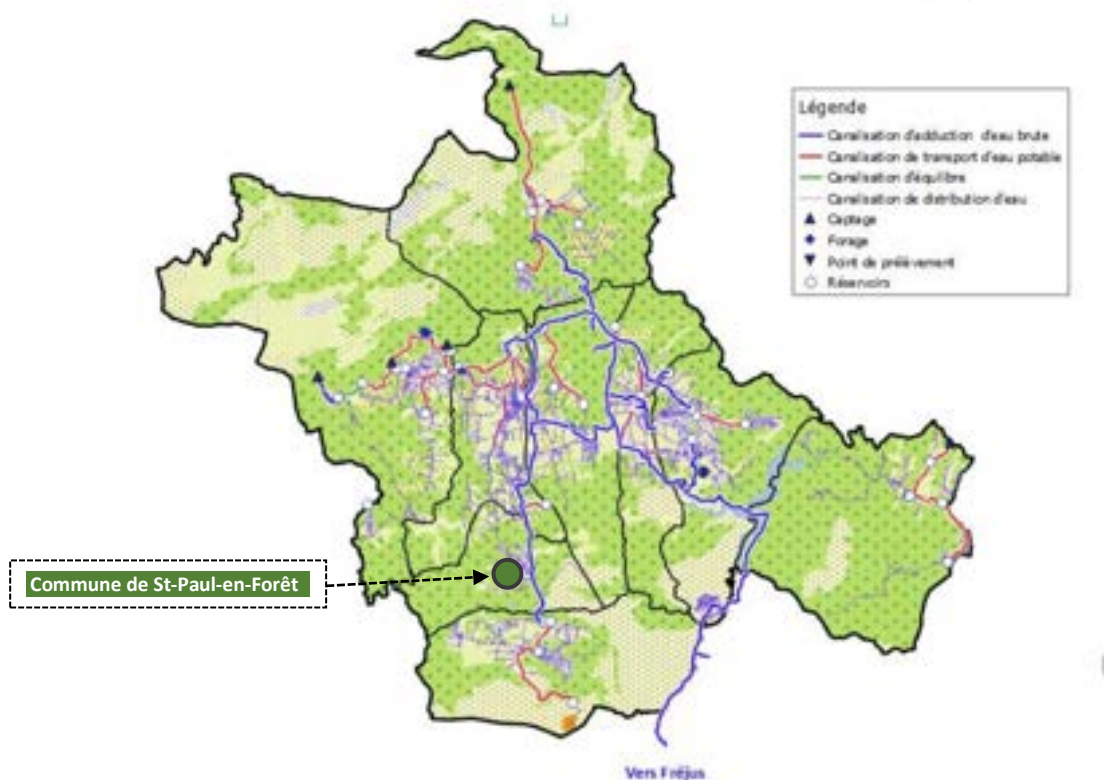 Légende
Canalisation d'adduction d'eau brute
Canalisation de transport d'eau potable
Canalisation d'équilibre
Canalisation de distribution d'eau
Captage
Forage
Point de prélèvement
Réservoirs
Commune de St-Paul-en-Forêt
Vers Fréjus